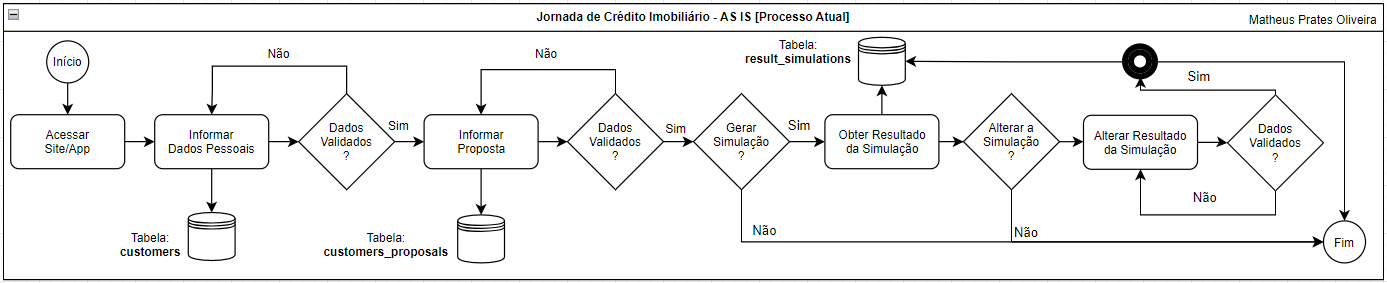 Jornada de Crédito Imobiliário - AS IS [Processo Atual]
Matheus Prates Oliveira
Início
Acessar
Site/App
Informar
Dados Pessoais
Tabela:
customers
Não
Dados
Validados
?
Sim
Informar
Proposta
Tabela:
customers_proposals
Não
Dados
Validados
?
Sim
Gerar
Simulação
?
Sim
Não
Tabela:
result_simulations
Obter Resultado
da Simulação
Alterar a
Simulação
?
Não
Alterar Resultado
da Simulação
Dados
Validados
?
Sim
Não
Fim